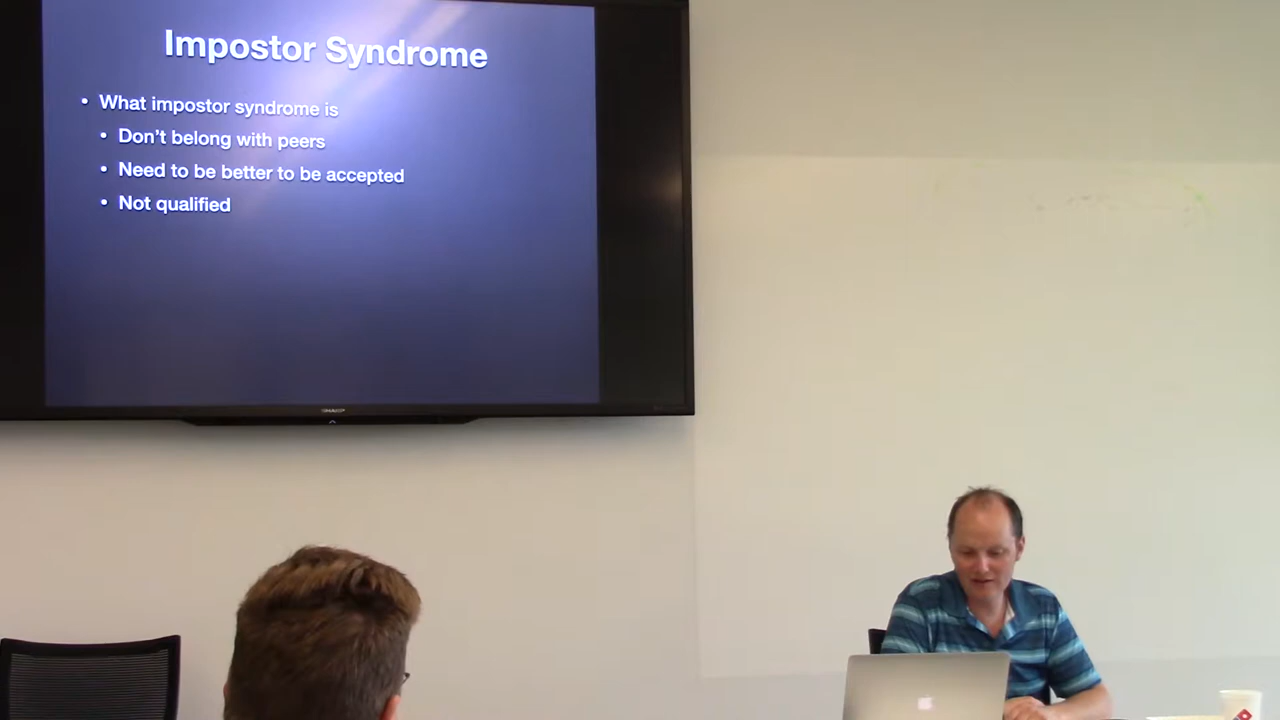 Impostor Syndrome
• What impostor syndrome is
• Don't belong with peers
• Need to be better to be accepted
• Not qualified
SHARP